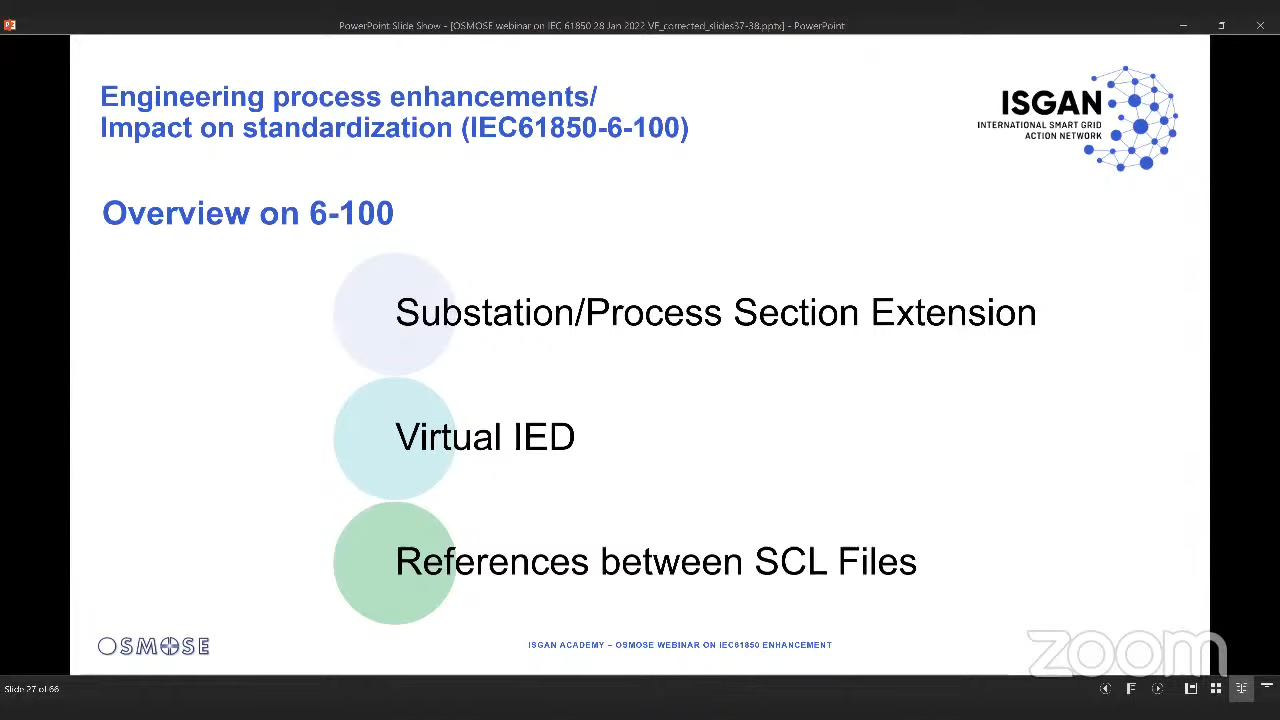 PowerPoint Slide Show - [OSMOSE webinar on IEC 61850 28 Jan 2022 VF_corrected_slides37-38.pptx] - PowerPoint
Engineering process enhancements/
Impact on standardization (IEC61850-6-100)
ISGAN
INTERNATIONAL SMART GRID
ACTION NETWORK
Overview on 6-100
Substation/Process Section Extension
Virtual IED
References between SCL Files
OSMOSE
ISGAN ACADEMY – OSMOSE WEBINAR ON IEC61850 ENHANCEMENT
zoom
Slide 27 of 66